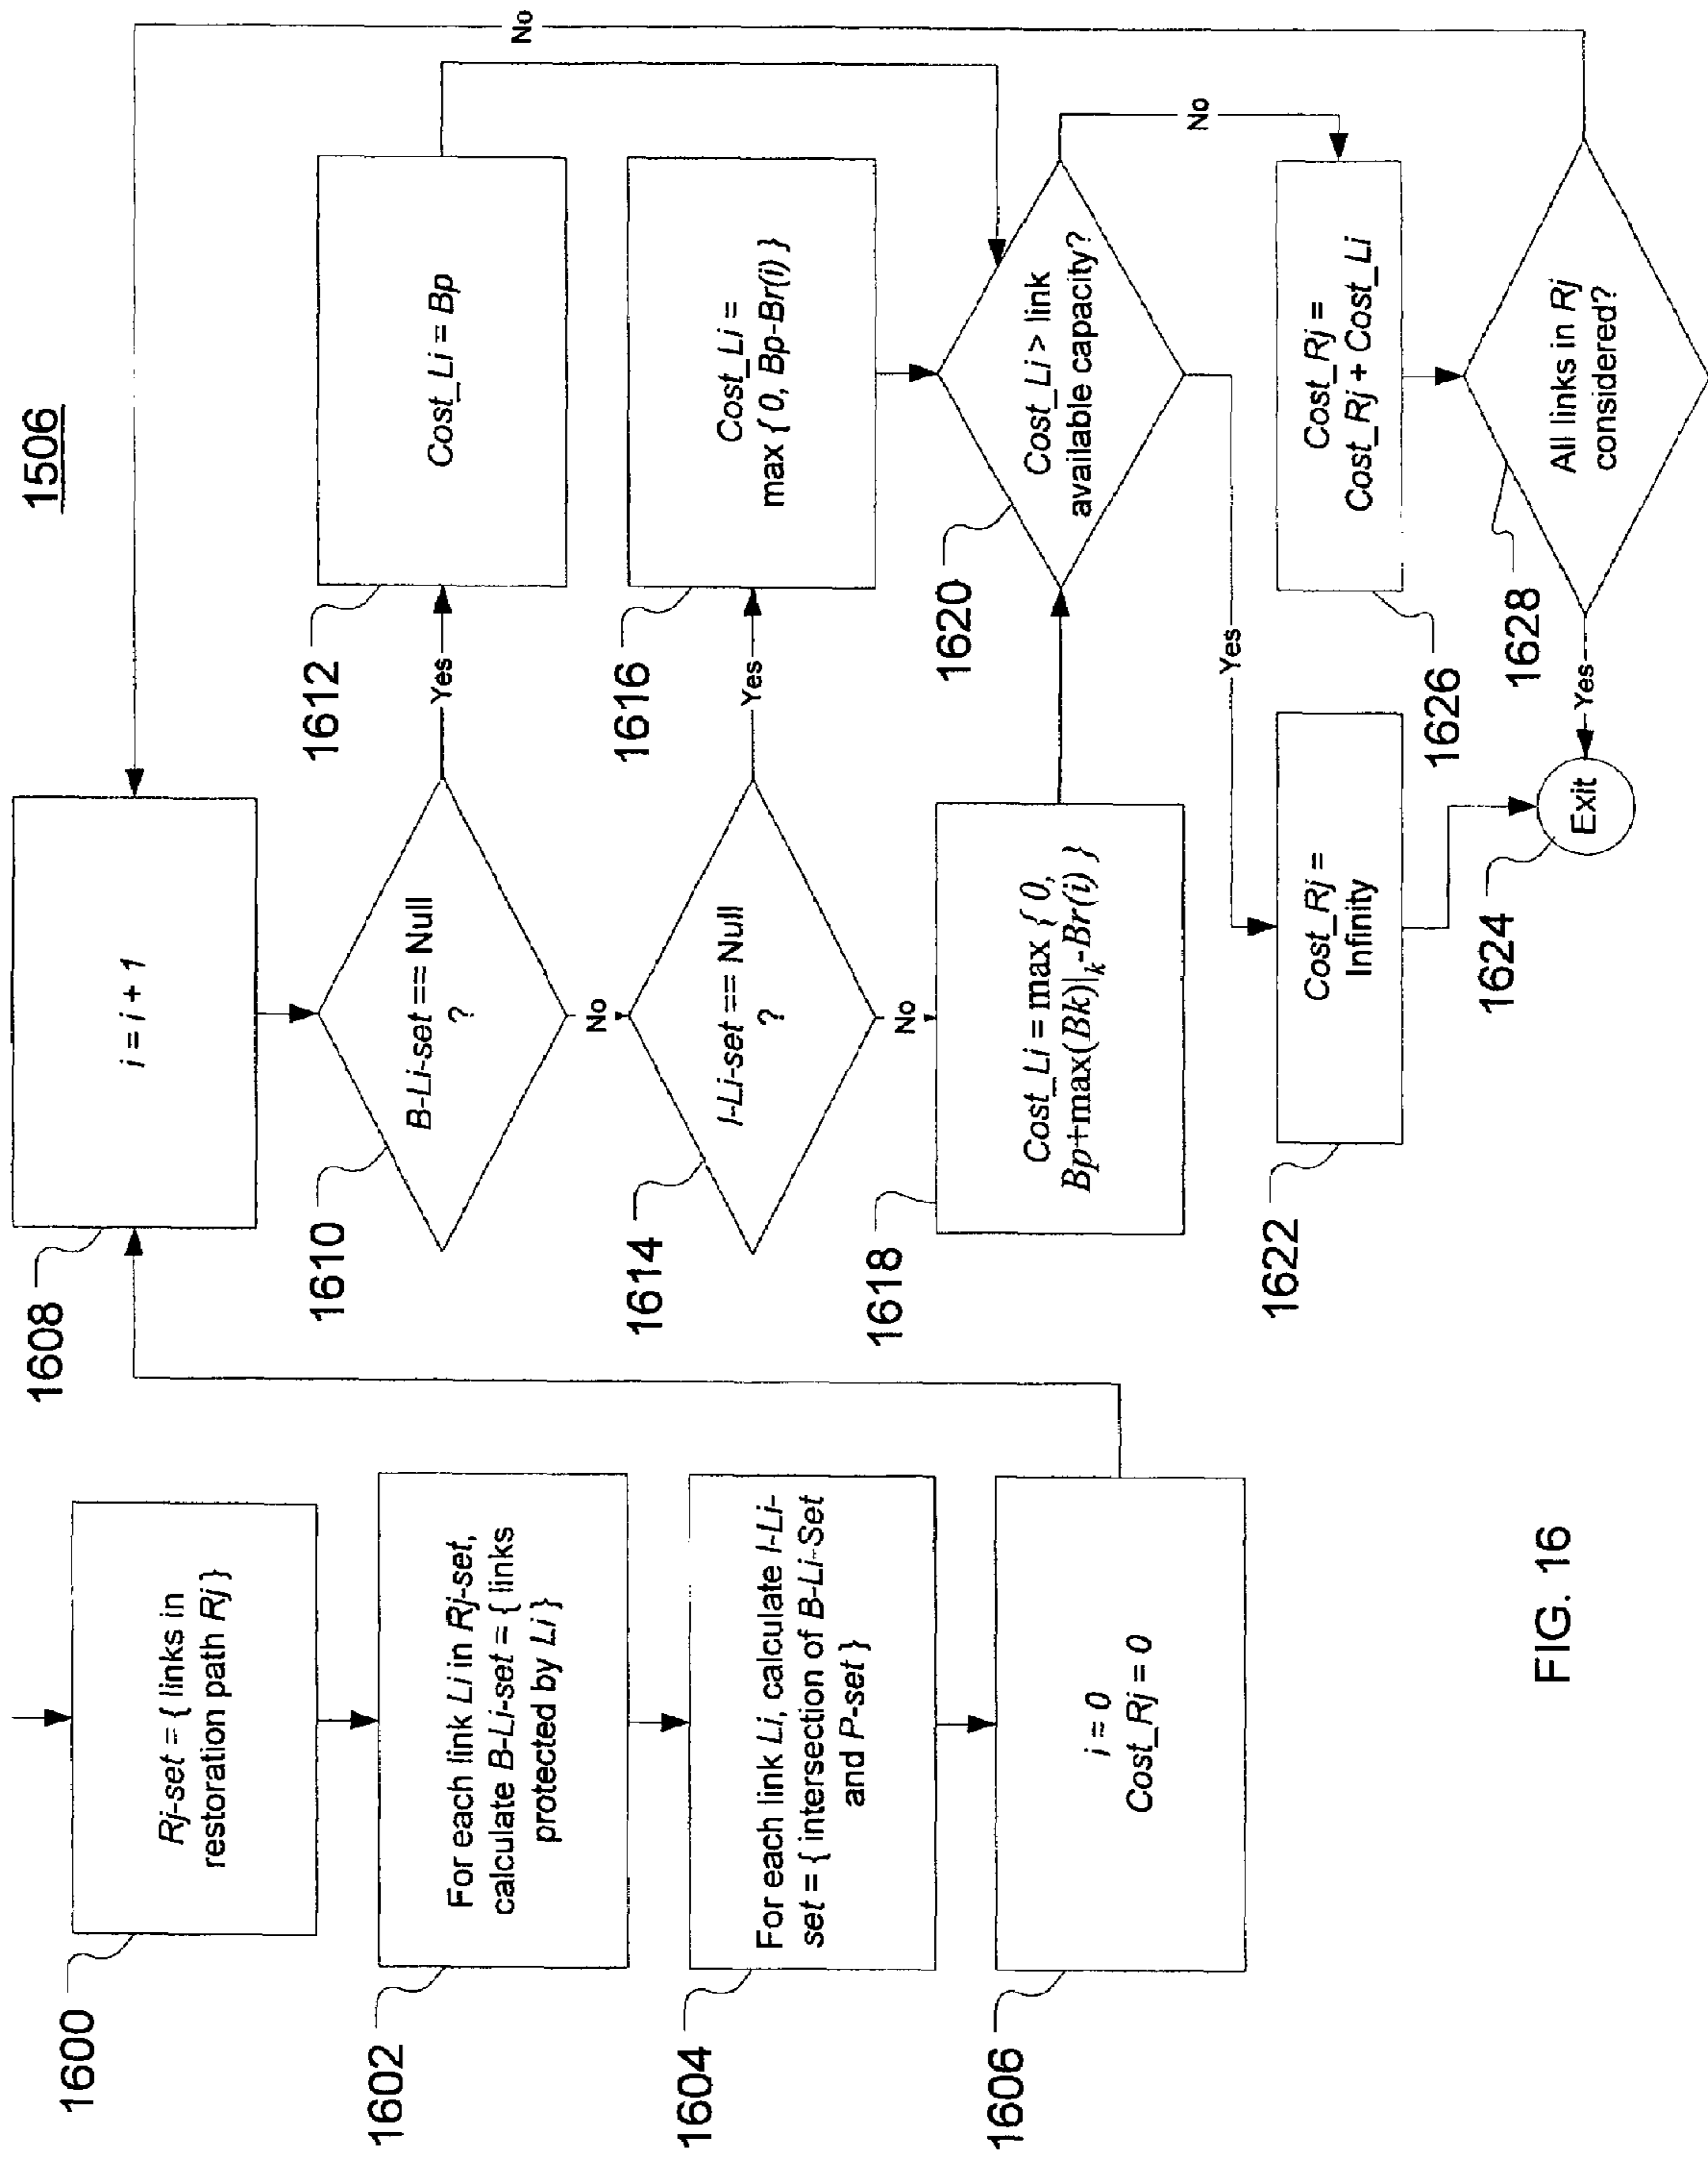 1506
1600
Rj-set = { links in
restoration path Rj }
1602
For each link Li in Rj-set,
calculate B-Li-set = { links
protected by Li }
1604
For each link Li, calculate I-Li-
set = { intersection of B-Li-Set
and P-set }
1606
i = 0
Cost_Rj = 0
1608
i = i + 1
1610
B-Li-set == Null
?
Yes
No
1612
Cost_Li = Bp
1614
I-Li-set == Null
?
Yes
No
1616
Cost_Li =
max { 0, Bp-Br(i) }
1618
Cost_Li = max { 0,
Bp+max(Bk)|k-Br(i) }
1620
Cost_Li > link
available capacity?
No
Yes
1622
Cost_Rj =
Infinity
1624
Exit
1626
Cost_Rj =
Cost_Rj + Cost_Li
1628
All links in Rj
considered?
Yes
No
FIG. 16